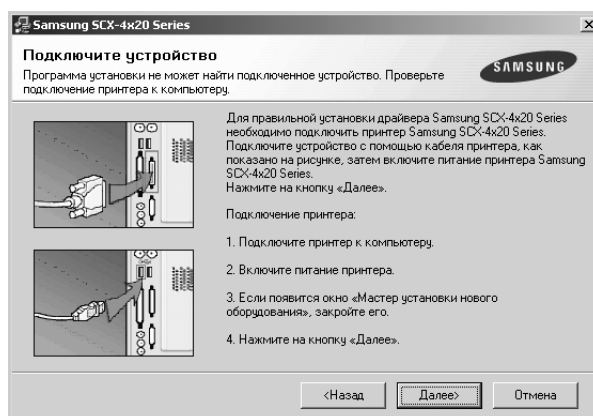 Samsung SCX-4x20 Series
Подключите устройство
Программа установки не может найти подключенное устройство. Проверьте
подключение принтера к компьютеру.
SAMSUNG
Для правильной установки драйвера Samsung SCX-4x20 Series
необходимо подключить принтер Samsung SCX-4x20 Series.
Подключите устройство с помощью кабеля принтера, как
показано на рисунке, затем включите питание принтера Samsung
SCX-4x20 Series.
Нажмите на кнопку «Далее».
Подключение принтера:
1. Подключите принтер к компьютеру.
2. Включите питание принтера.
3. Если появится окно «Мастер установки нового
оборудования», закройте его.
4. Нажмите на кнопку «Далее».
<Назад
Далее>
Отмена